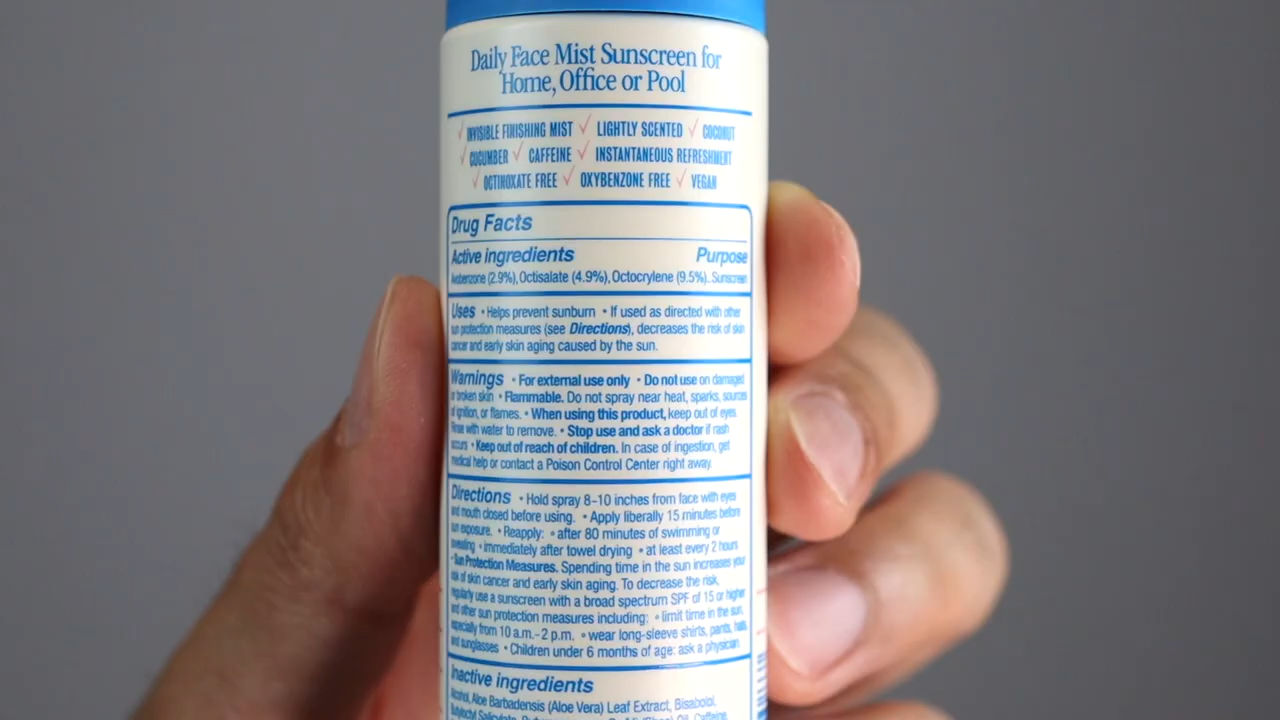 Daily Face Mist Sunscreen for
Home, Office or Pool
✓ INVISIBLE FINISHING MIST ✓ LIGHTLY SCENTED ✓ COCONUT
✓ CUCUMBER ✓ CAFFEINE ✓ INSTANTANEOUS REFRESHMENT
✓ OCTINOXATE FREE ✓ OXYBENZONE FREE ✓ VEGAN
Drug Facts
Active ingredients Purpose
Avobenzone (2.9%), Octisalate (4.9%), Octocrylene (9.5%)..Sunscreen
Uses • Helps prevent sunburn • If used as directed with other
sun protection measures (see Directions), decreases the risk of skin
cancer and early skin aging caused by the sun.
Warnings • For external use only • Do not use on damaged
or broken skin • Flammable. Do not spray near heat, sparks, sources
of ignition, or flames. • When using this product, keep out of eyes.
Rinse with water to remove. • Stop use and ask a doctor if rash
occurs • Keep out of reach of children. In case of ingestion, get
medical help or contact a Poison Control Center right away.
Directions • Hold spray 8-10 inches from face with eyes
and mouth closed before using. • Apply liberally 15 minutes before
sun exposure. • Reapply: • after 80 minutes of swimming or
sweating • immediately after towel drying • at least every 2 hours
• Sun Protection Measures. Spending time in the sun increases your
risk of skin cancer and early skin aging. To decrease the risk,
regularly use a sunscreen with a broad spectrum SPF of 15 or higher
and other sun protection measures including: • limit time in the sun,
especially from 10 a.m.-2 p.m. • wear long-sleeve shirts, pants, hats,
and sunglasses • Children under 6 months of age: ask a physician.
Inactive ingredients
Alcohol, Aloe Barbadensis (Aloe Vera) Leaf Extract, Bisabolol,
Butyloctyl Salicylate, Oil, Caffeine,